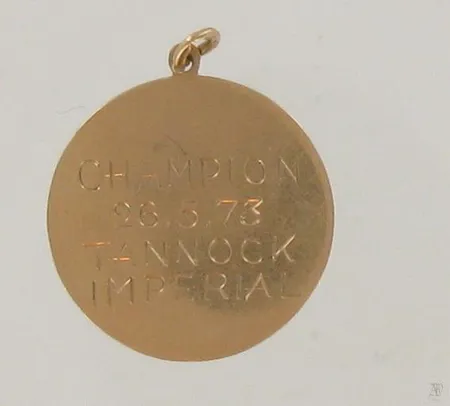 CHAMPION
26.5.73
TANNOCK
IMPERIAL